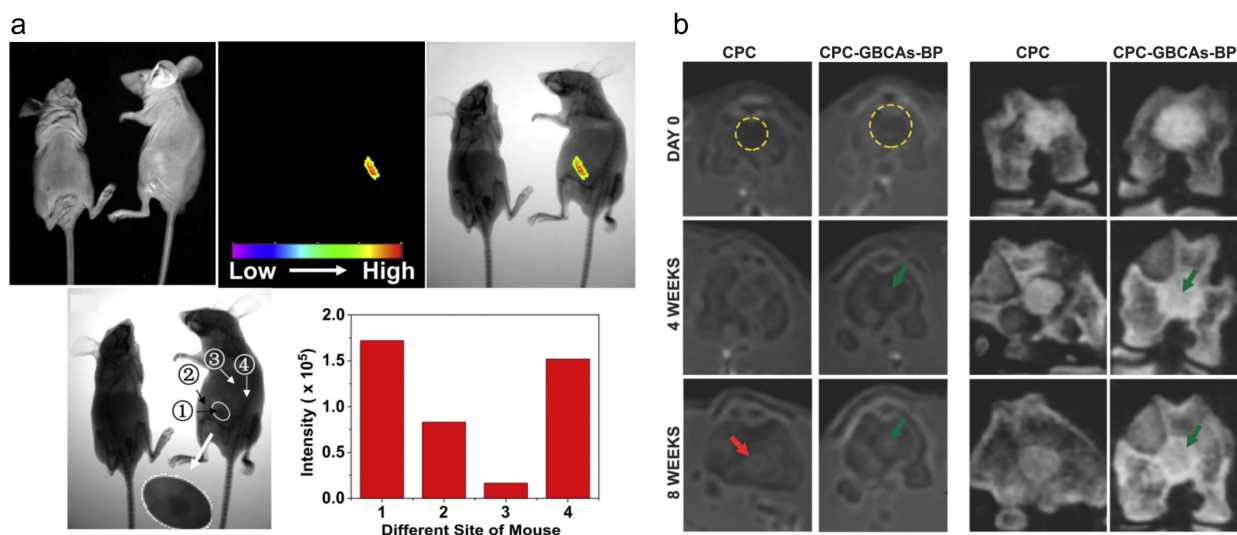 a
Low → High
①
②
③
④
Intensity ( x 10⁵)
2.0
1.5
1.0
0.5
0.0
1 2 3 4
Different Site of Mouse
b
CPC CPC-GBCAs-BP CPC CPC-GBCAs-BP
DAY 0
4 WEEKS
8 WEEKS